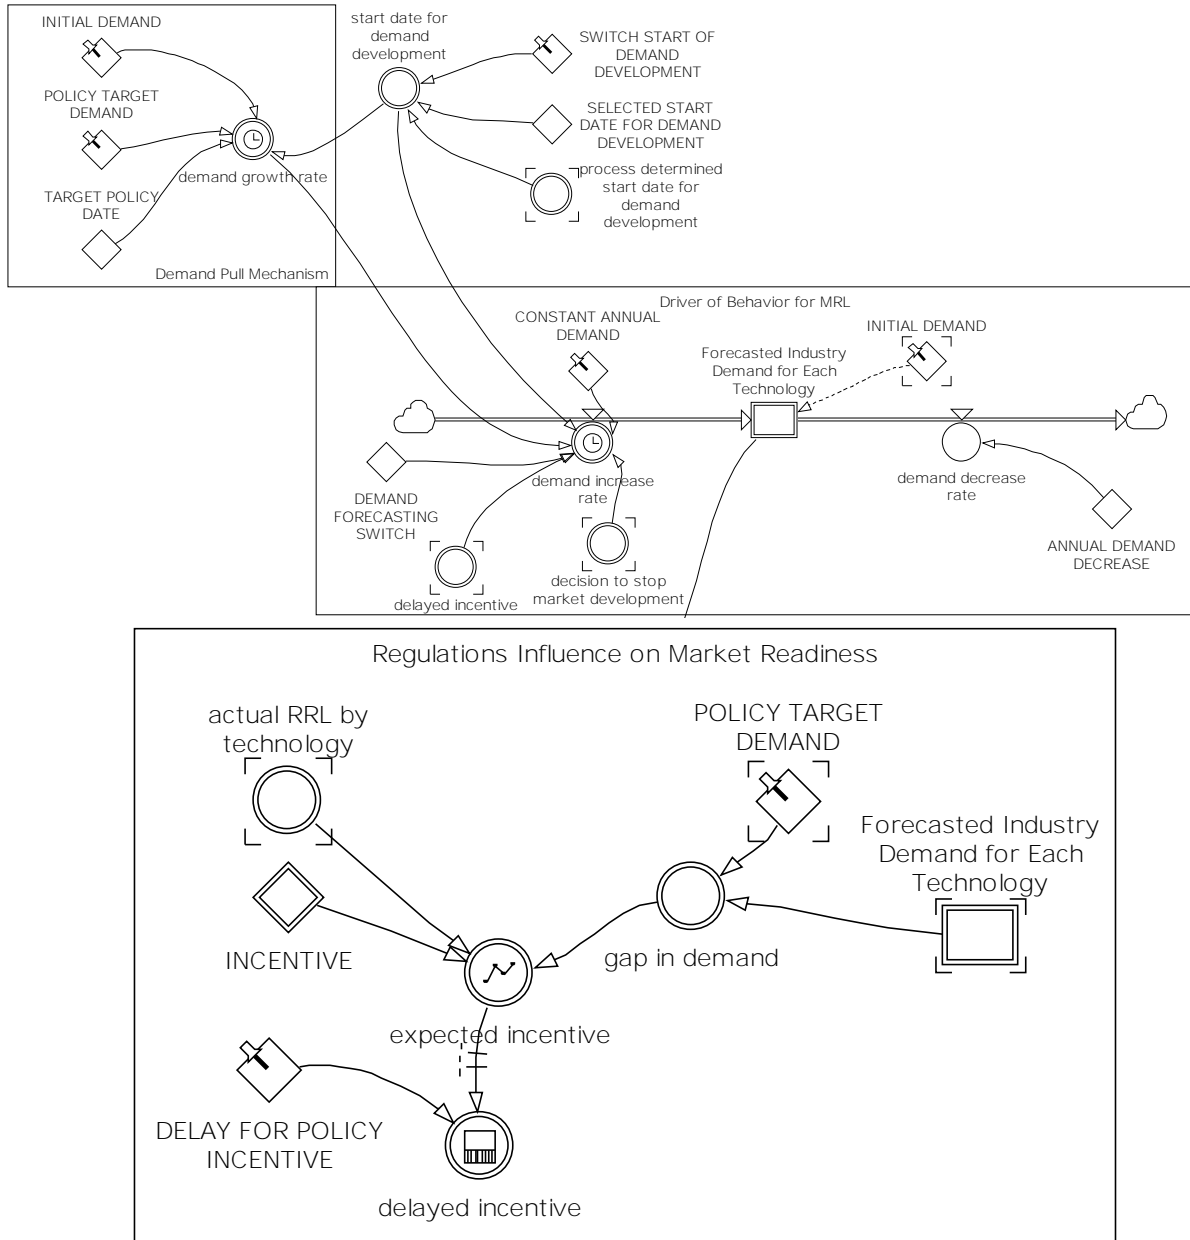 INITIAL DEMAND
POLICY TARGET
DEMAND
TARGET POLICY
DATE
demand growth rate
Demand Pull Mechanism
start date for
demand
development
SWITCH START OF
DEMAND
DEVELOPMENT
SELECTED START
DATE FOR DEMAND
DEVELOPMENT
process determined
start date for
demand
development
Driver of Behavior for MRL
CONSTANT ANNUAL
DEMAND
Forecasted Industry
Demand for Each
Technology
INITIAL DEMAND
DEMAND
FORECASTING
SWITCH
demand increase
rate
demand decrease
rate
delayed incentive
decision to stop
market development
ANNUAL DEMAND
DECREASE
Regulations Influence on Market Readiness
actual RRL by
technology
POLICY TARGET
DEMAND
Forecasted Industry
Demand for Each
Technology
INCENTIVE
gap in demand
expected incentive
DELAY FOR POLICY
INCENTIVE
delayed incentive